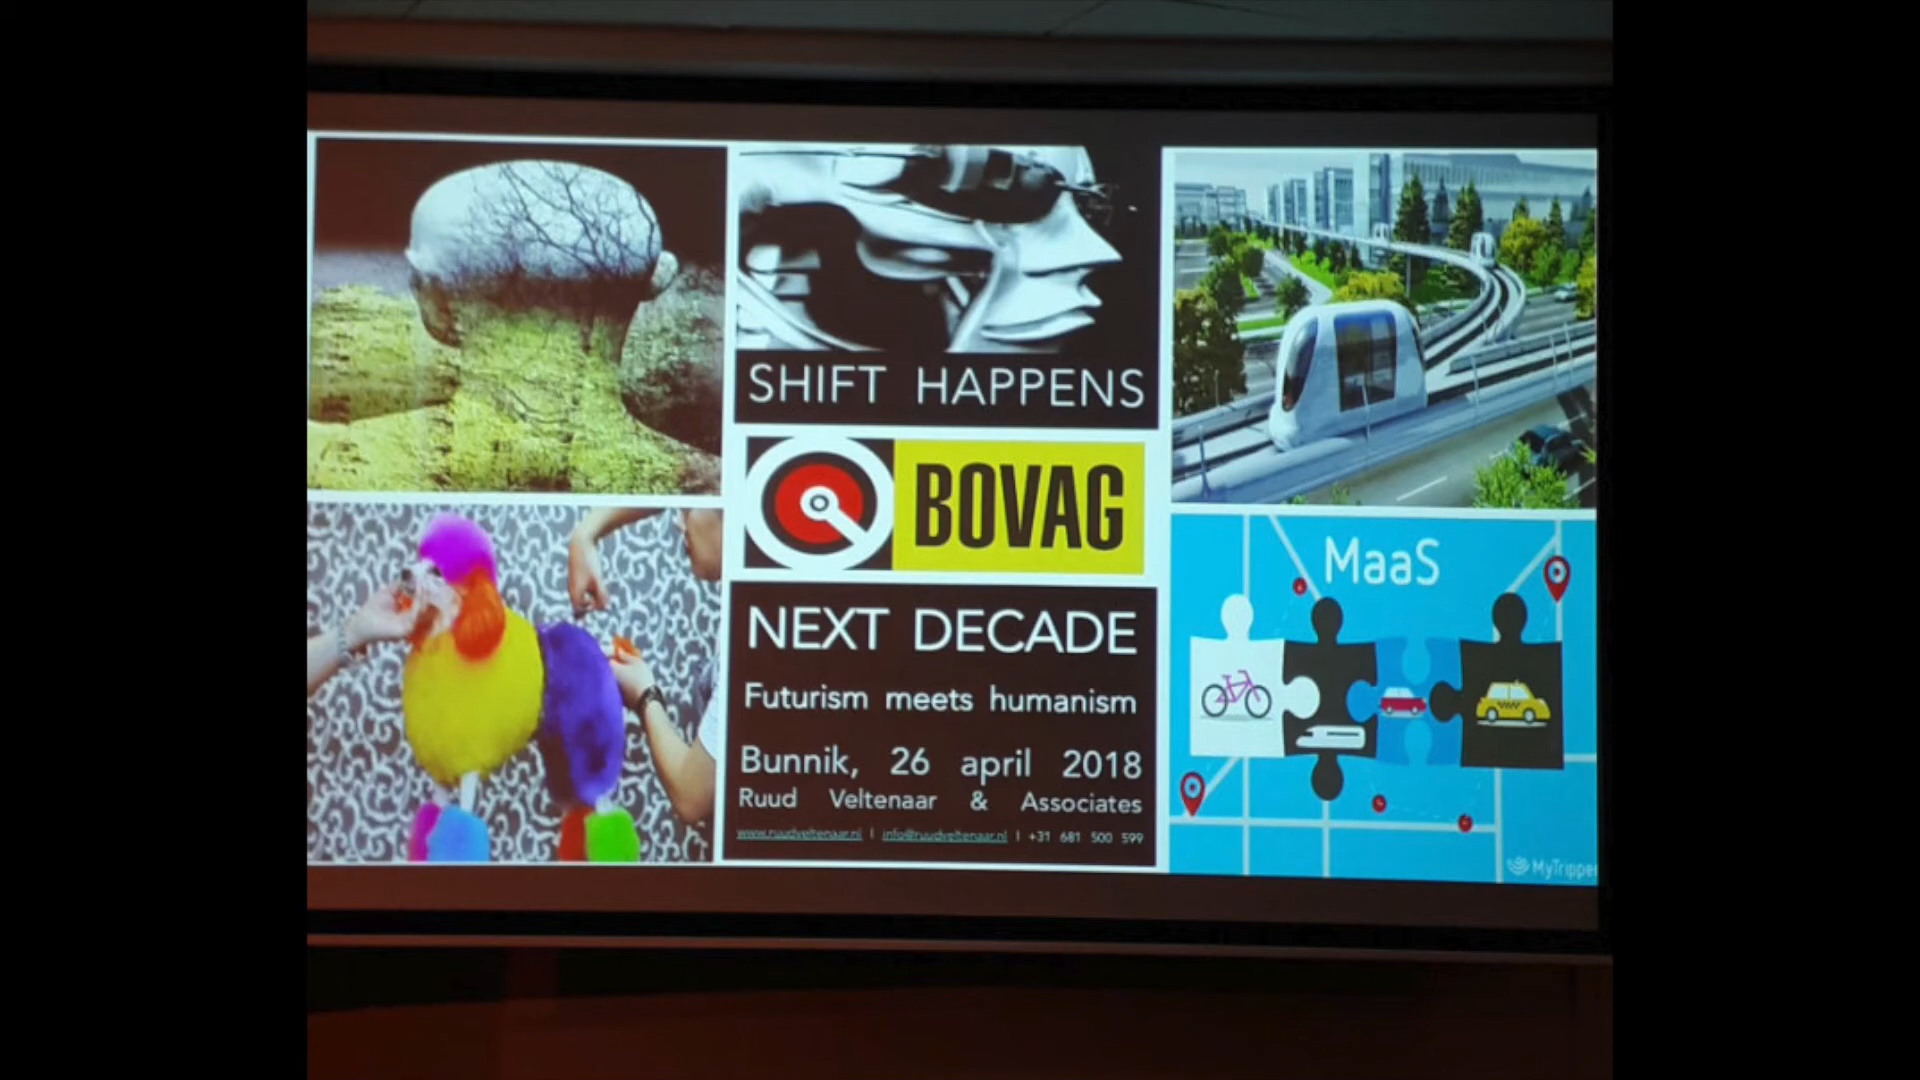 SHIFT HAPPENS
BOVAG
NEXT DECADE
Futurism meets humanism
Bunnik, 26 april 2018
Ruud Veltenaar & Associates
www.ruudveltenaar.nl | info@ruudveltenaar.nl | +31 681 500 599
MaaS
MyTripper